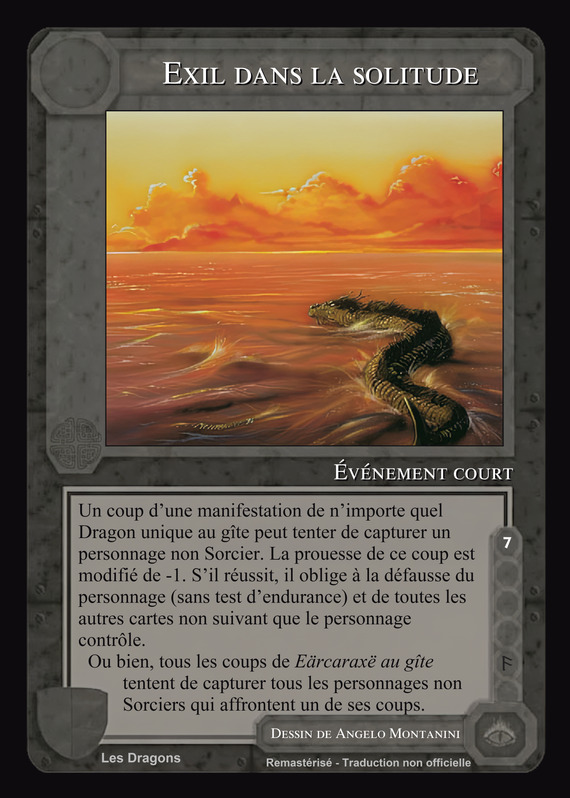 Exil dans la solitude
Événement court
Un coup d’une manifestation de n’importe quel
Dragon unique au gîte peut tenter de capturer un
personnage non Sorcier. La prouesse de ce coup est
modifié de -1. S’il réussit, il oblige à la défausse du
personnage (sans test d’endurance) et de toutes les
autres cartes non suivant que le personnage
contrôle.
Ou bien, tous les coups de Eärcaraxë au gîte
tentent de capturer tous les personnages non
Sorciers qui affrontent un de ses coups.
7
Dessin de Angelo Montanini
Les Dragons
Remastérisé - Traduction non officielle